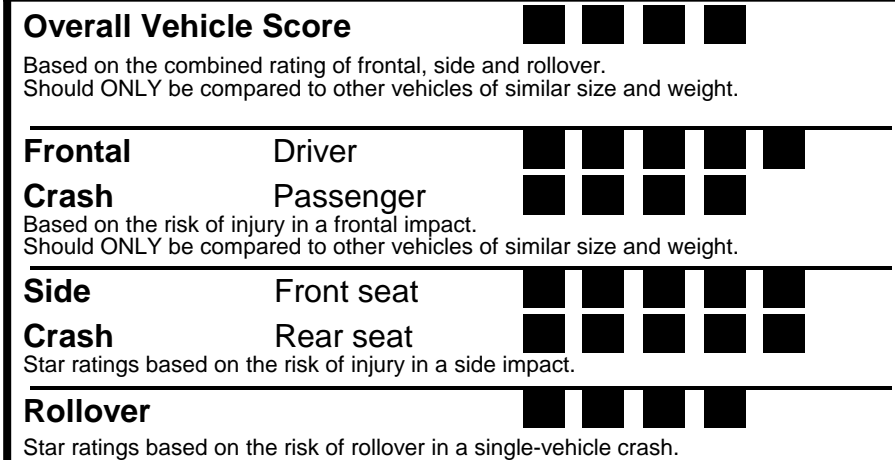 Overall Vehicle Score
Based on the combined rating of frontal, side and rollover.
Should ONLY be compared to other vehicles of similar size and weight.
Frontal Driver
Crash Passenger
Based on the risk of injury in a frontal impact.
Should ONLY be compared to other vehicles of similar size and weight.
Side Front seat
Crash Rear seat
Star ratings based on the risk of injury in a side impact.
Rollover
Star ratings based on the risk of rollover in a single-vehicle crash.